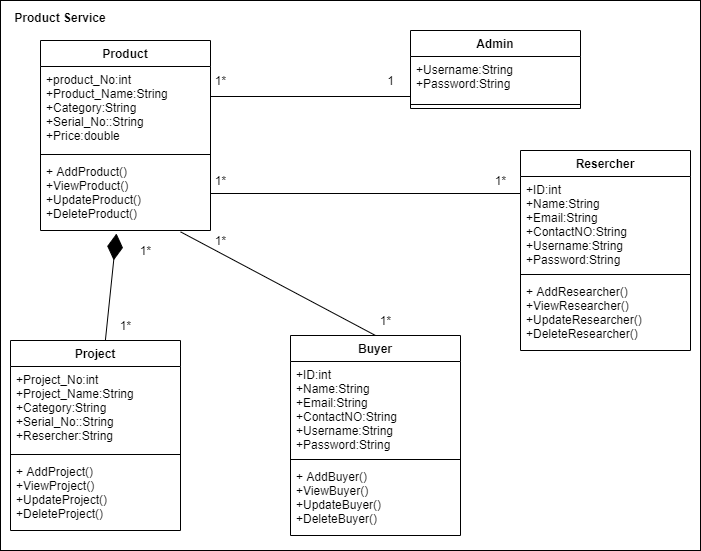 Product Service
Product
+product_No:int
+Product_Name:String
+Category:String
+Serial_No::String
+Price:double
+ AddProduct()
+ViewProduct()
+UpdateProduct()
+DeleteProduct()
1*
1
Admin
+Username:String
+Password:String
1*
1*
Resercher
+ID:int
+Name:String
+Email:String
+ContactNO:String
+Username:String
+Password:String
+ AddResearcher()
+ViewResearcher()
+UpdateResearcher()
+DeleteResearcher()
1*
1*
1*
1*
Project
+Project_No:int
+Project_Name:String
+Category:String
+Serial_No::String
+Resercher:String
+AddProject()
+ViewProject()
+UpdateProject()
+DeleteProject()
Buyer
+ID:int
+Name:String
+Email:String
+ContactNO:String
+Username:String
+Password:String
+ AddBuyer()
+ViewBuyer()
+UpdateBuyer()
+DeleteBuyer()